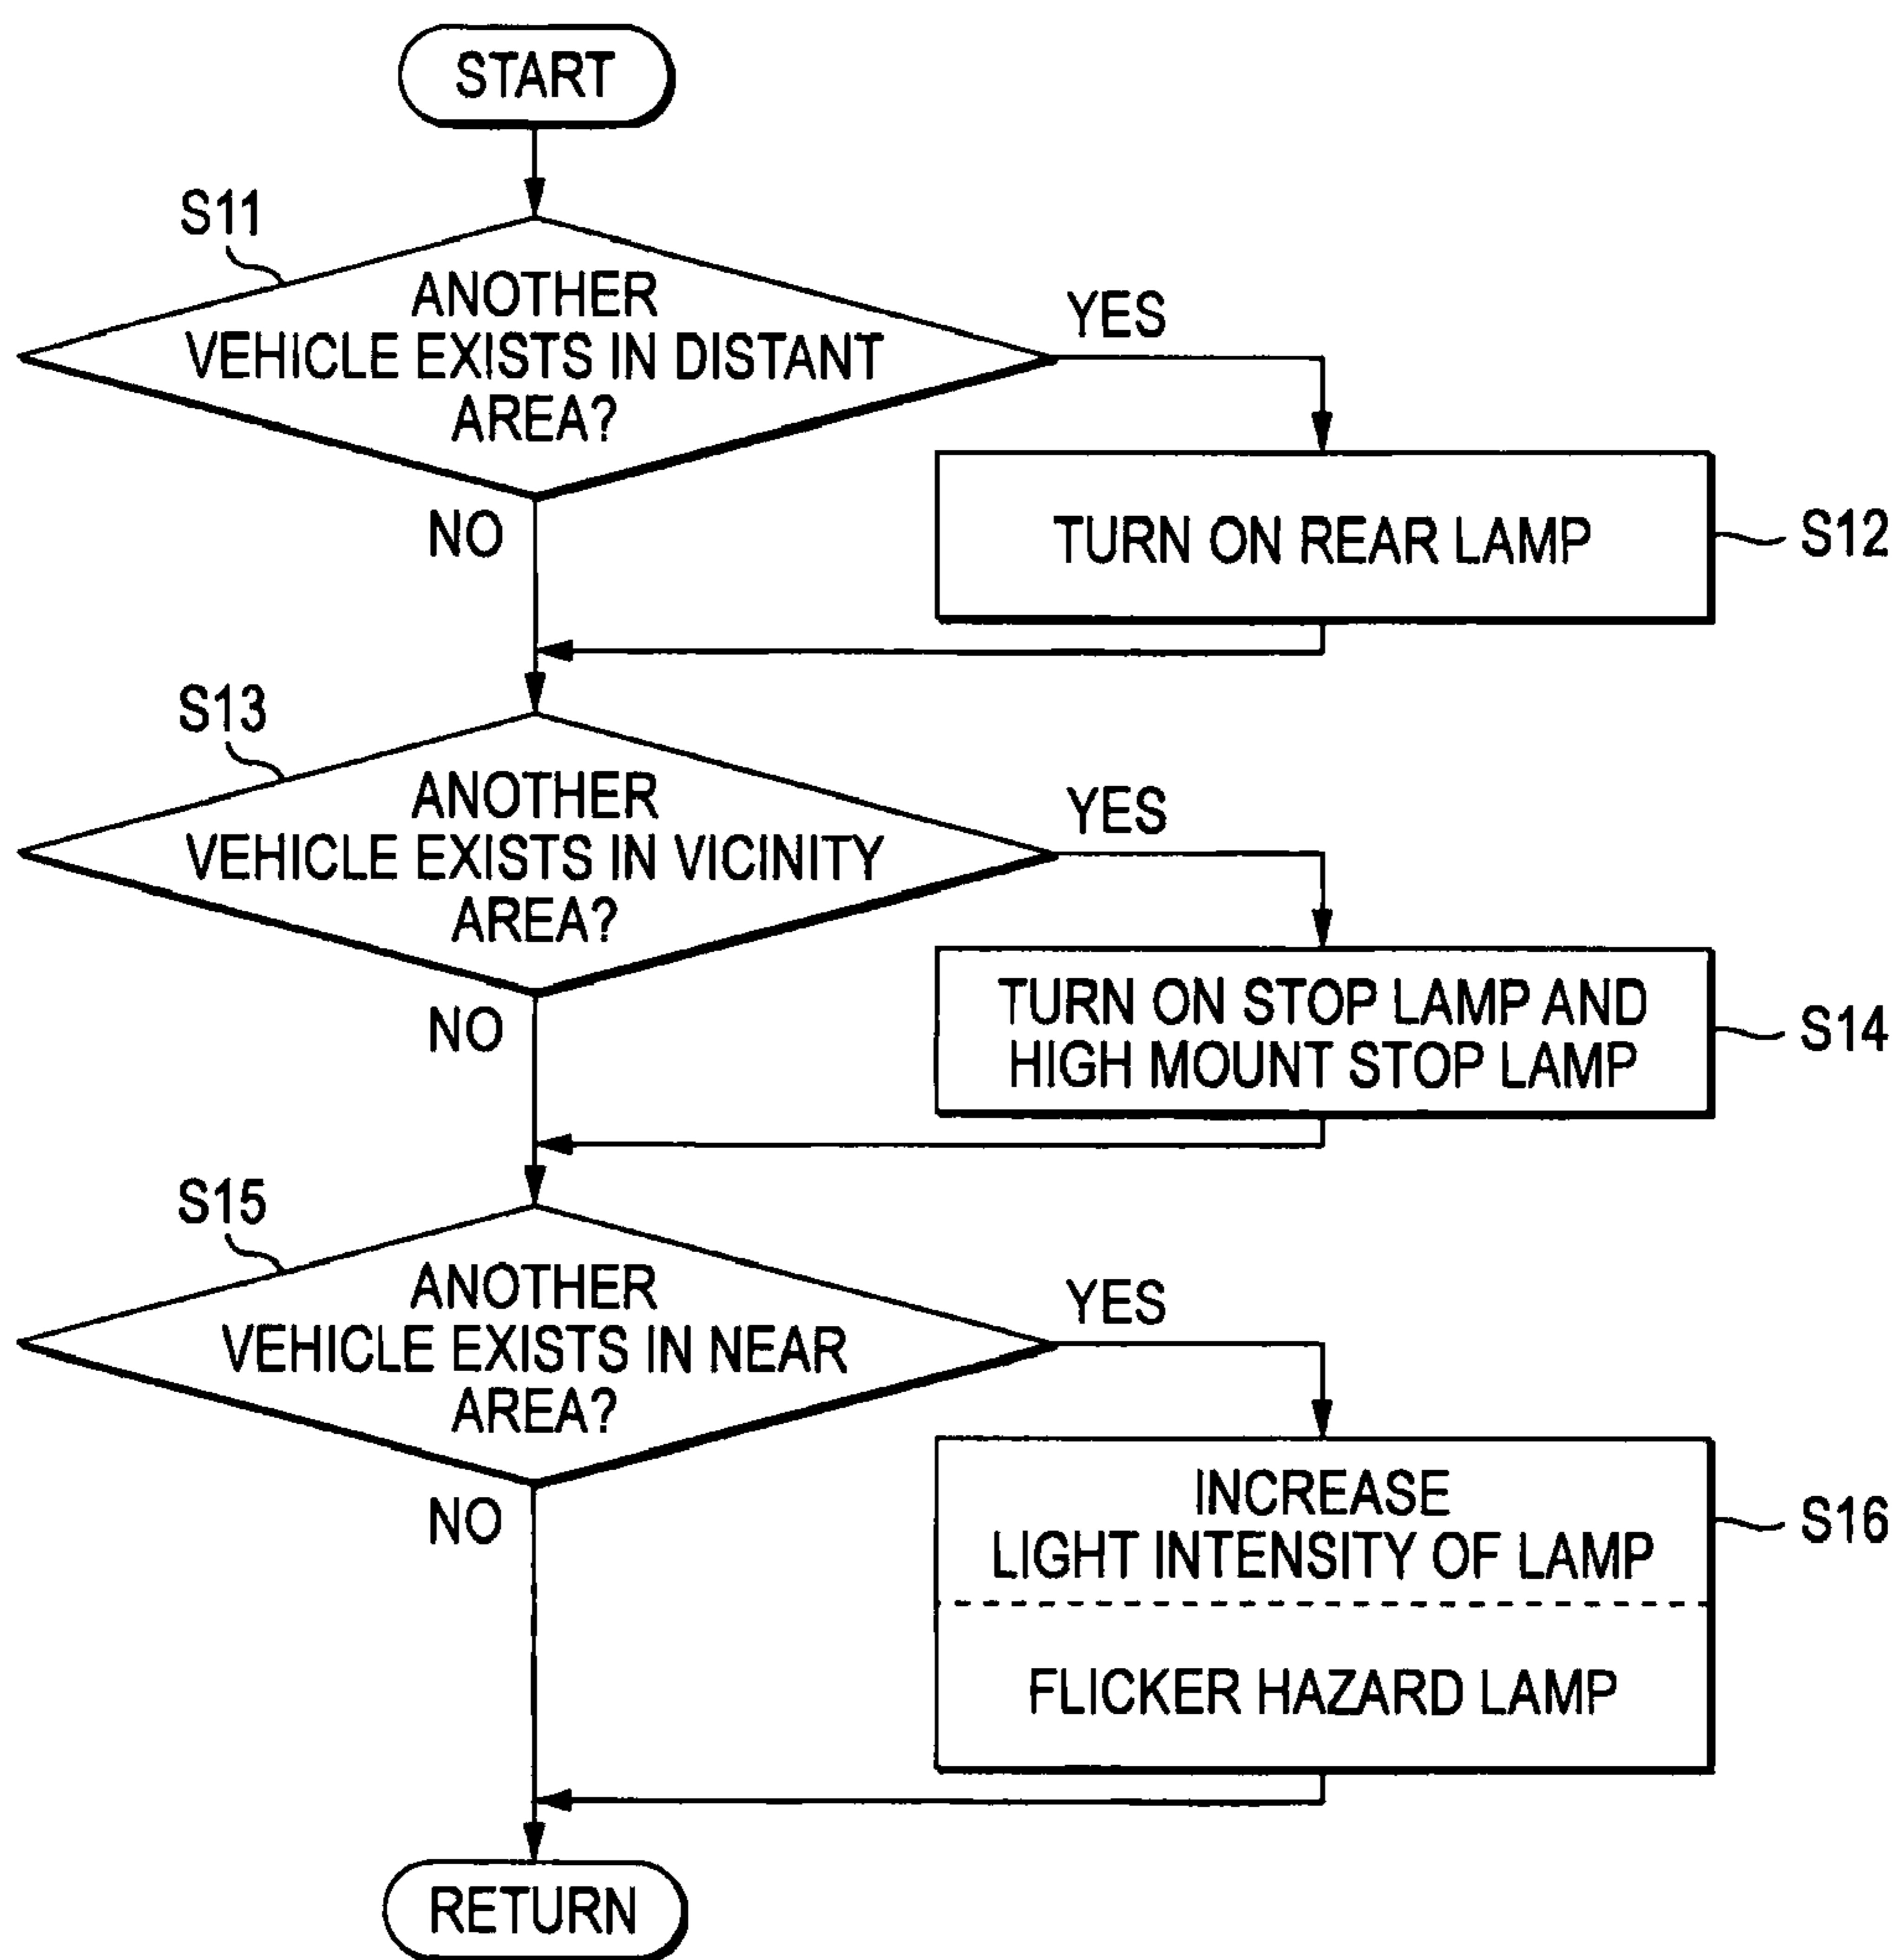 START
S11
ANOTHER
VEHICLE EXISTS IN DISTANT
AREA?
YES
NO
TURN ON REAR LAMP
S12
S13
ANOTHER
VEHICLE EXISTS IN VICINITY
AREA?
YES
NO
TURN ON STOP LAMP AND
HIGH MOUNT STOP LAMP
S14
S15
ANOTHER
VEHICLE EXISTS IN NEAR
AREA?
YES
NO
INCREASE
LIGHT INTENSITY OF LAMP
FLICKER HAZARD LAMP
S16
RETURN